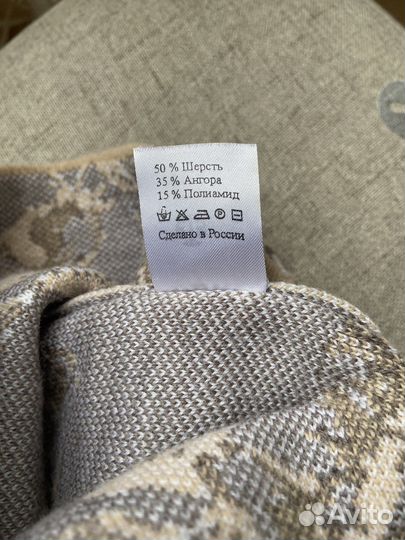 50 % Шерсть
35 % Ангора
15 % Полиамид
Сделано в России
Avito